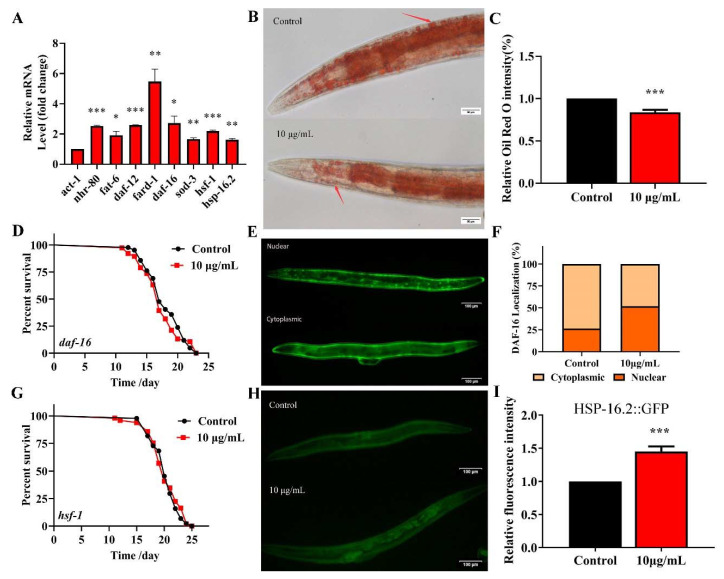 A
Relative mRNA
Level(fold change)
10
8
6
4
2
0
***
*
***
**
*
**
***
**
act-1
nhr-80
fat-6
daf-12
fard-1
daf-16
sod-3
hsf-1
hsp-16.2
B
Control
10 μg/mL
C
Relative Oil Red O intensity(%)
1.5
1.0
0.5
0.0
***
Control
10 μg/mL
D
Percent survival
100
75
50
25
0
Control
10 μg/mL
daf-16
0
5
10
15
20
25
Time /day
E
Nuclear
100 μm
Cytoplasmic
100 μm
F
DAF-16 Localization (%)
100
75
50
25
0
Control
10μg/mL
Cytoplasmic
Nuclear
G
Percent survival
100
75
50
25
0
Control
10 μg/mL
hsf-1
0
5
10
15
20
25
Time /day
H
Control
100 μm
10 μg/mL
100 μm
I
HSP-16.2::GFP
Relative fluorescence intensity
2.0
1.5
1.0
0.5
0.0
***
Control
10μg/mL